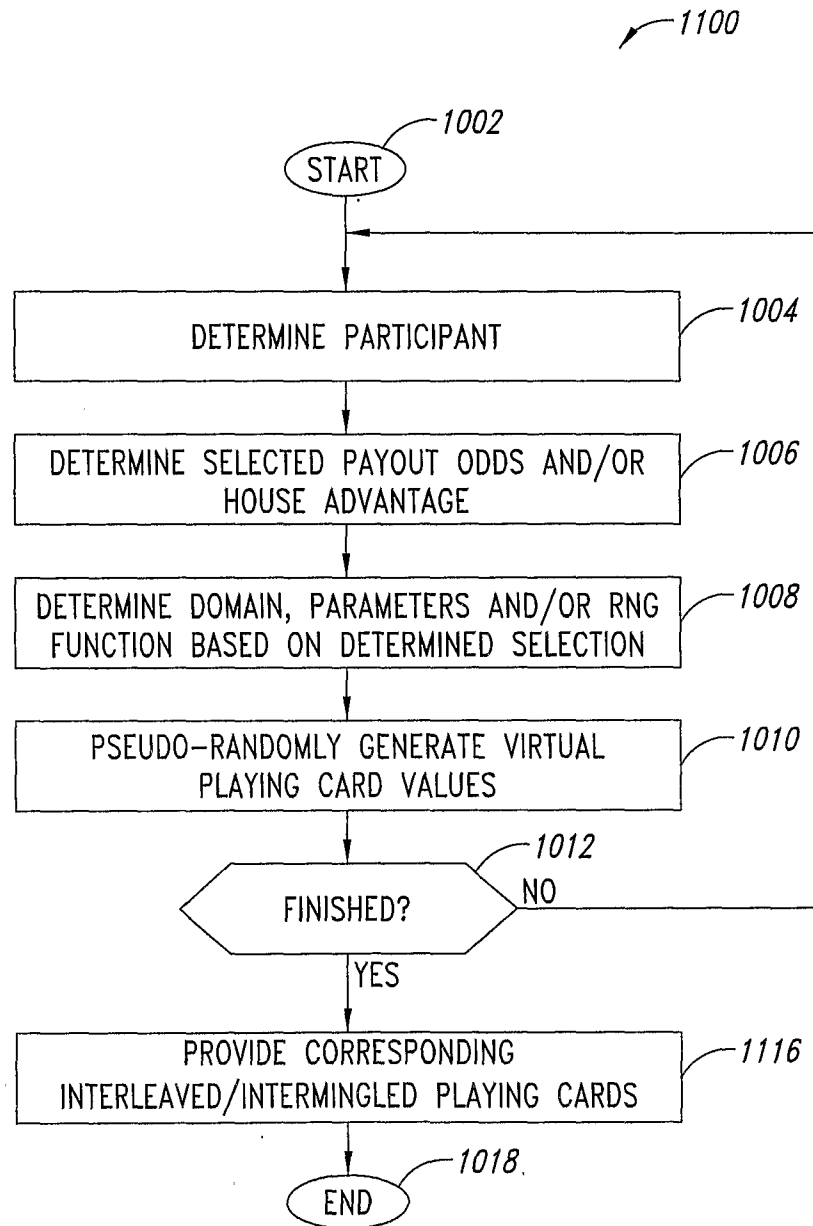 1100
1002
START
1004
DETERMINE PARTICIPANT
1006
DETERMINE SELECTED PAYOUT ODDS AND/OR
HOUSE ADVANTAGE
1008
DETERMINE DOMAIN, PARAMETERS AND/OR RNG
FUNCTION BASED ON DETERMINED SELECTION
1010
PSEUDO-RANDOMLY GENERATE VIRTUAL
PLAYING CARD VALUES
1012
FINISHED?
NO
YES
1116
PROVIDE CORRESPONDING
INTERLEAVED/INTERMINGLED PLAYING CARDS
1018
END